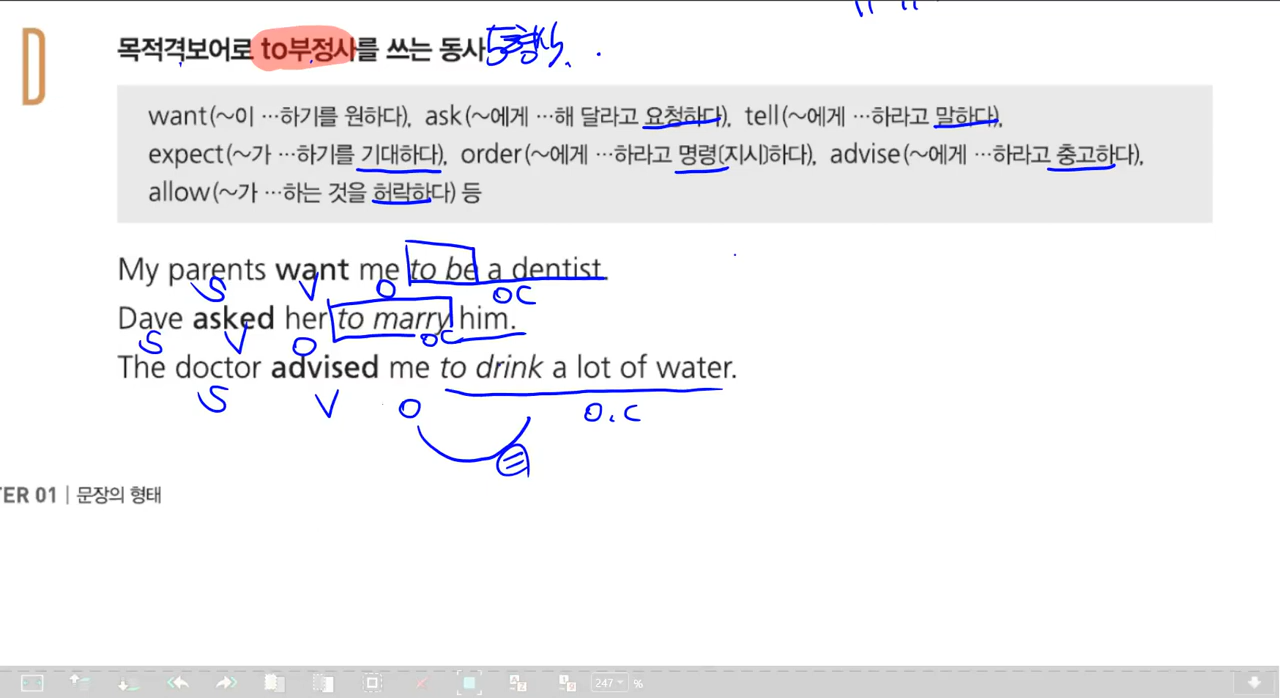 D
목적격보어로 to부정사를 쓰는 동사 5형식
want(~이 …하기를 원하다), ask(~에게 …해 달라고 요청하다), tell(~에게 …하라고 말하다),
expect(~가 …하기를 기대하다), order(~에게 …하라고 명령[지시]하다), advise(~에게 …하라고 충고하다),
allow(~가 …하는 것을 허락하다) 등
My parents want me to be a dentist.
S V O OC
Dave asked her to marry him.
S V O OC
The doctor advised me to drink a lot of water.
S V O O.C
TER 01 | 문장의 형태
247 %